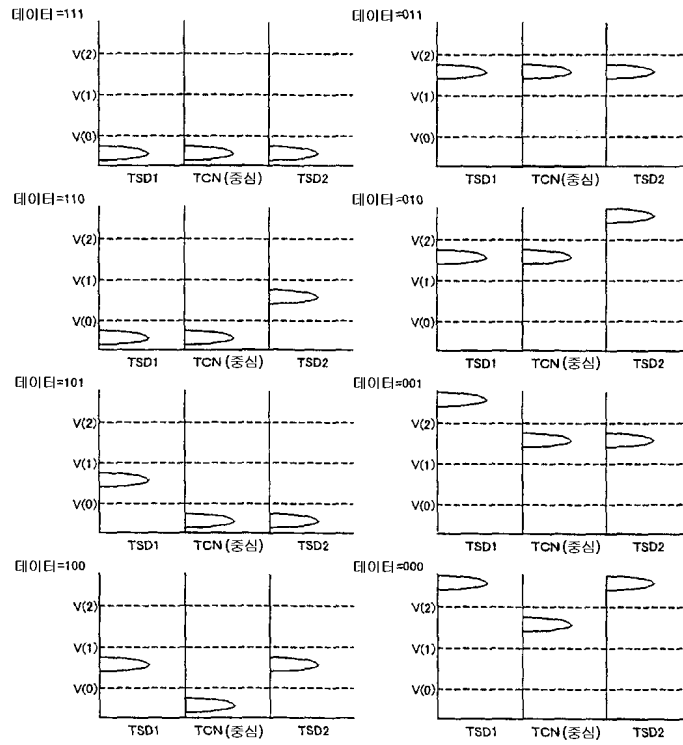 데이터=111
V(2)
V(1)
V(0)
TSD1 TCN (중심) TSD2
데이터=011
V(2)
V(1)
V(0)
TSD1 TCN (중심) TSD2
데이터=110
V(2)
V(1)
V(0)
TSD1 TCN (중심) TSD2
데이터=010
V(2)
V(1)
V(0)
TSD1 TCN (중심) TSD2
데이터=101
V(2)
V(1)
V(0)
TSD1 TCN (중심) TSD2
데이터=001
V(2)
V(1)
V(0)
TSD1 TCN (중심) TSD2
데이터=100
V(2)
V(1)
V(0)
TSD1 TCN (중심) TSD2
데이터=000
V(2)
V(1)
V(0)
TSD1 TCN (중심) TSD2